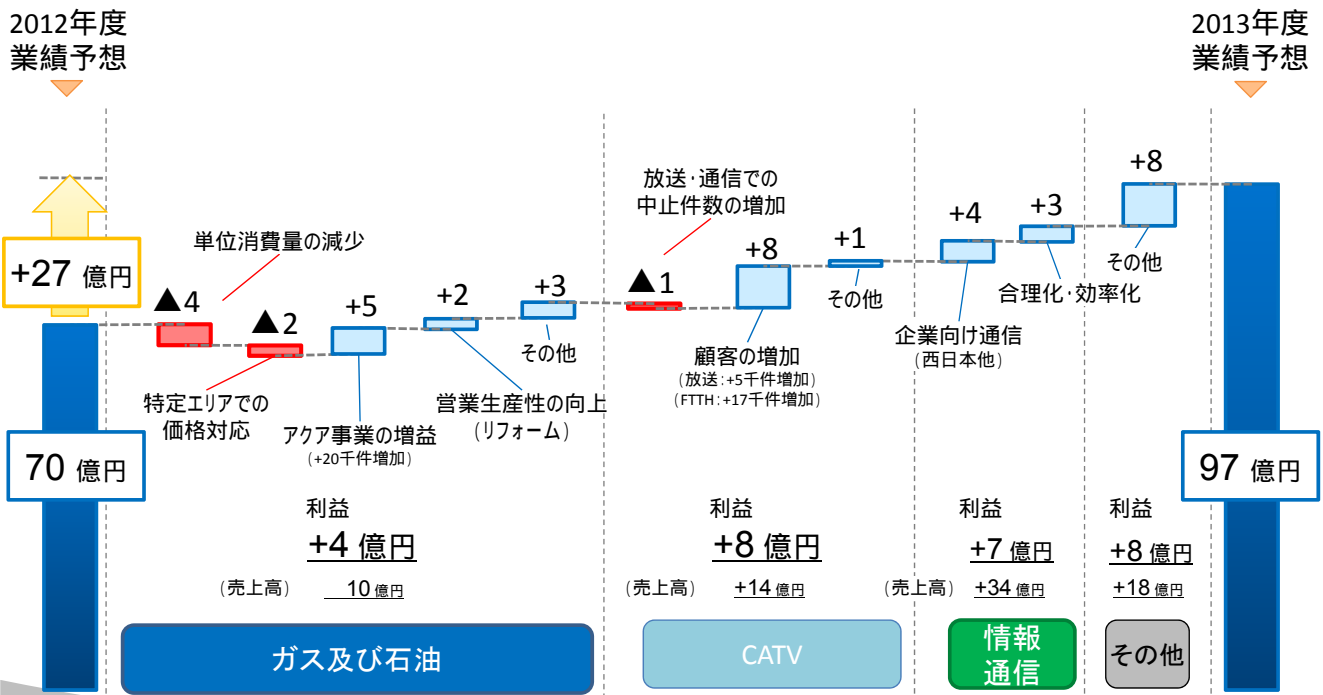 2012年度
業績予想
2013年度
業績予想
+27 億円
70 億円
▲4
単位消費量の減少
▲2
特定エリアでの
価格対応
+5
アクア事業の増益
(+20千件増加)
+2
営業生産性の向上
(リフォーム)
+3
その他
放送・通信での
中止件数の増加
▲1
+8
顧客の増加
(放送:+5千件増加)
(FTTH:+17千件増加)
+1
その他
+4
企業向け通信
(西日本他)
+3
合理化・効率化
+8
その他
97 億円
利益
+4 億円
(売上高) 10 億円
利益
+8 億円
(売上高) +14 億円
利益
+7 億円
(売上高) +34 億円
利益
+8 億円
+18 億円
ガス及び石油
CATV
情報
通信
その他